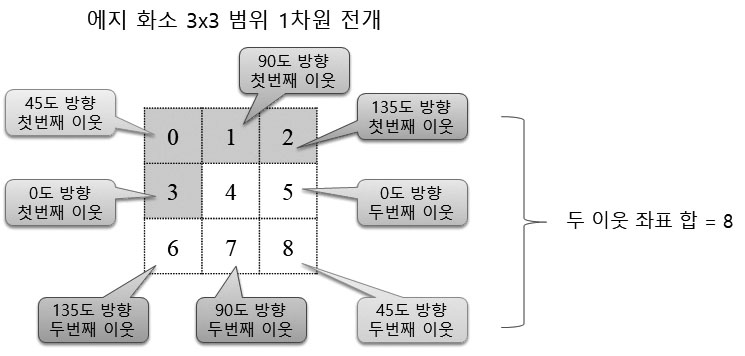 에지 화소 3x3 범위 1차원 전개
90도 방향
첫번째 이웃
45도 방향
첫번째 이웃
135도 방향
첫번째 이웃
0 1 2
0도 방향
첫번째 이웃
3 4 5
0도 방향
두번째 이웃
두 이웃 좌표 합 = 8
6 7 8
135도 방향
두번째 이웃
90도 방향
두번째 이웃
45도 방향
두번째 이웃